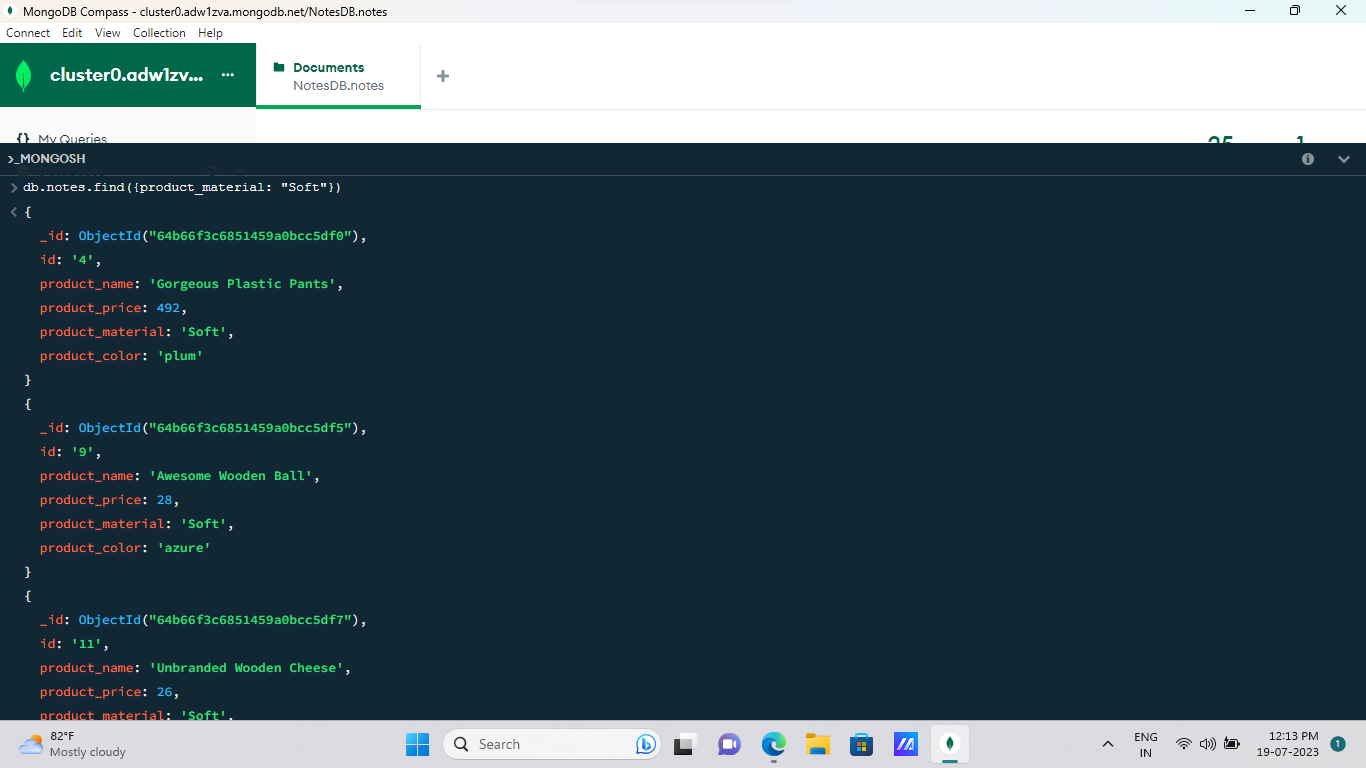 MongoDB Compass - cluster0.adw1zva.mongodb.net/NotesDB.notes
Connect Edit View Collection Help
cluster0.adw1zv... ...
Documents
NotesDB.notes
+
{} My Queries
25 1
>_MONGOSH
> db.notes.find({product_material: "Soft"})
< {
_id: ObjectId("64b66f3c6851459a0bcc5df0"),
id: '4',
product_name: 'Gorgeous Plastic Pants',
product_price: 492,
product_material: 'Soft',
product_color: 'plum'
}
{
_id: ObjectId("64b66f3c6851459a0bcc5df5"),
id: '9',
product_name: 'Awesome Wooden Ball',
product_price: 28,
product_material: 'Soft',
product_color: 'azure'
}
{
_id: ObjectId("64b66f3c6851459a0bcc5df7"),
id: '11',
product_name: 'Unbranded Wooden Cheese',
product_price: 26,
product_material: 'Soft',
82°F
Mostly cloudy
Search
ENG
IN
12:13 PM
19-07-2023
1